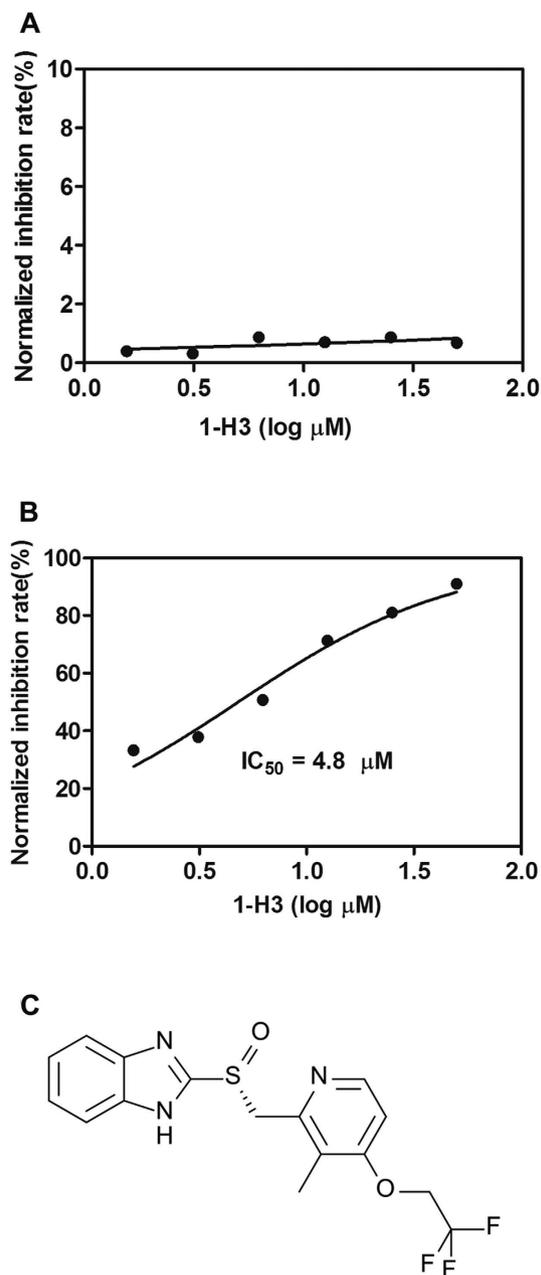 A
Normalized inhibition rate(%)
10
8
6
4
2
0
0.0 0.5 1.0 1.5 2.0
1-H3 (log μM)
B
Normalized inhibition rate(%)
100
80
60
40
20
0
IC50 = 4.8 μM
0.0 0.5 1.0 1.5 2.0
1-H3 (log μM)
C
O
N
S
N
N
H
O
F
F
F